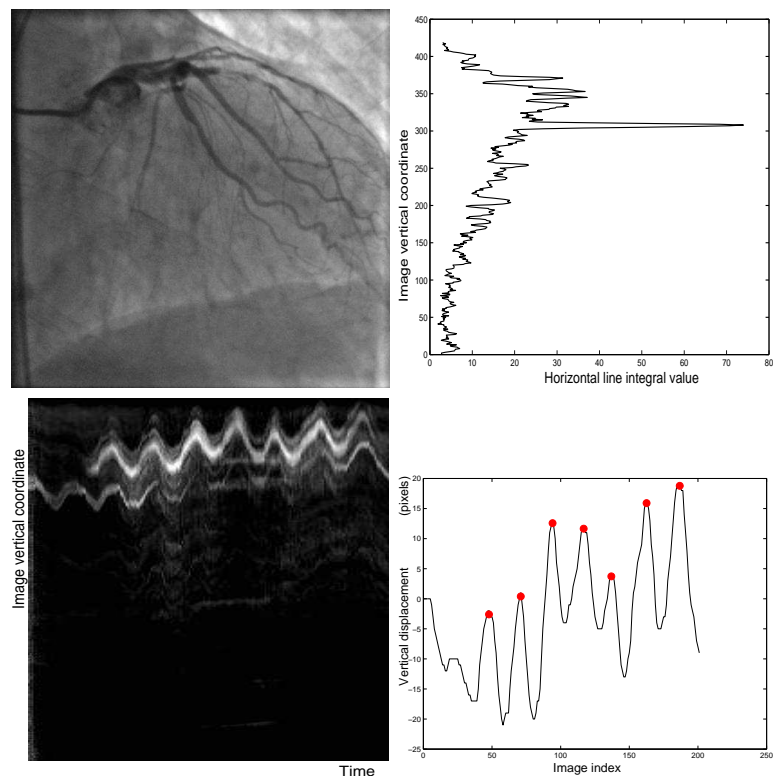 450
400
350
300
250
200
150
100
50
0
Image vertical coordinate
0 10 20 30 40 50 60 70 80
Horizontal line integral value
Image vertical coordinate
Time
20
15
10
5
0
−5
−10
−15
−20
−25
Vertical displacement (pixels)
0 50 100 150 200 250
Image index